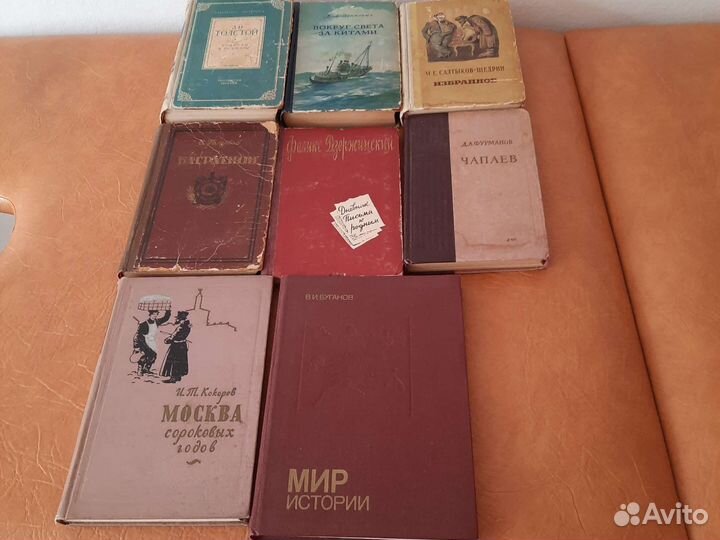 Л.Н.
ТОЛСТОЙ
ВОКРУГ СВЕТА
ЗА КИТАМИ
М. Е. САЛТЫКОВ-ЩЕДРИН
ИЗБРАННОЕ
БАГРАТИОН
Феликс Дзержинский
Дневник
Письма к
родным
Д.А.ФУРМАНОВ
ЧАПАЕВ
И.Т. Кокорев
МОСКВА
сороковых
годов
В.И.БУГАНОВ
МИР
ИСТОРИИ
Avito